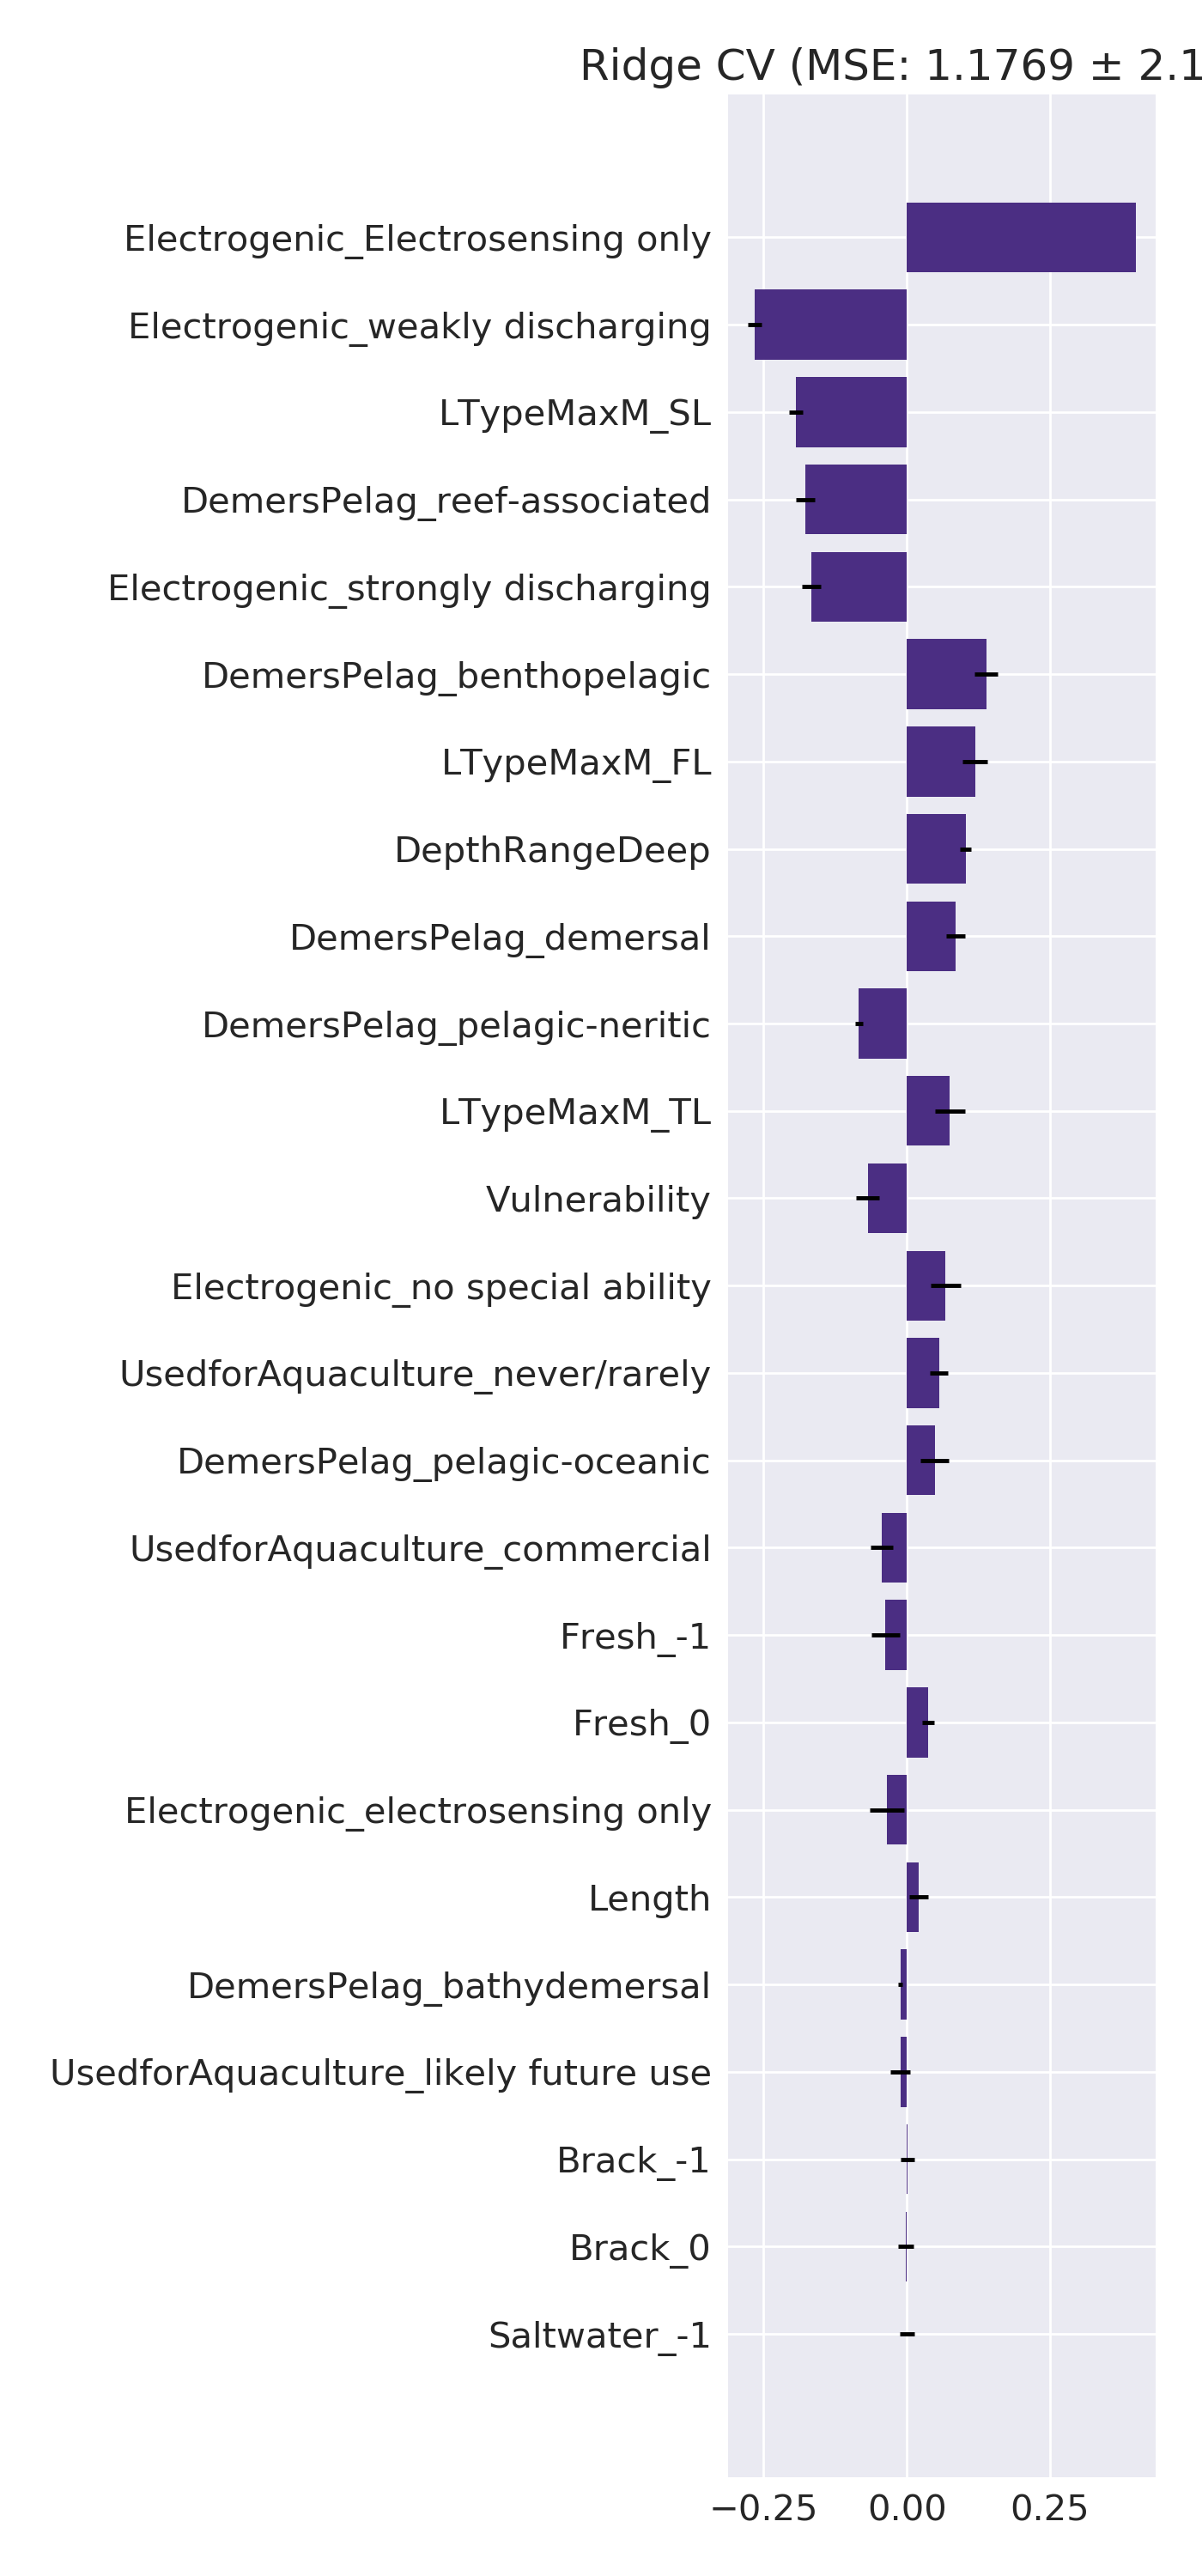 Ridge CV (MSE: 1.1769 ± 2.1
Electrogenic_Electrosensing only
Electrogenic_weakly discharging
LTypeMaxM_SL
DemersPelag_reef-associated
Electrogenic_strongly discharging
DemersPelag_benthopelagic
LTypeMaxM_FL
DepthRangeDeep
DemersPelag_demersal
DemersPelag_pelagic-neritic
LTypeMaxM_TL
Vulnerability
Electrogenic_no special ability
UsedforAquaculture_never/rarely
DemersPelag_pelagic-oceanic
UsedforAquaculture_commercial
Fresh_-1
Fresh_0
Electrogenic_electrosensing only
Length
DemersPelag_bathydemersal
UsedforAquaculture_likely future use
Brack_-1
Brack_0
Saltwater_-1
−0.25 0.00 0.25